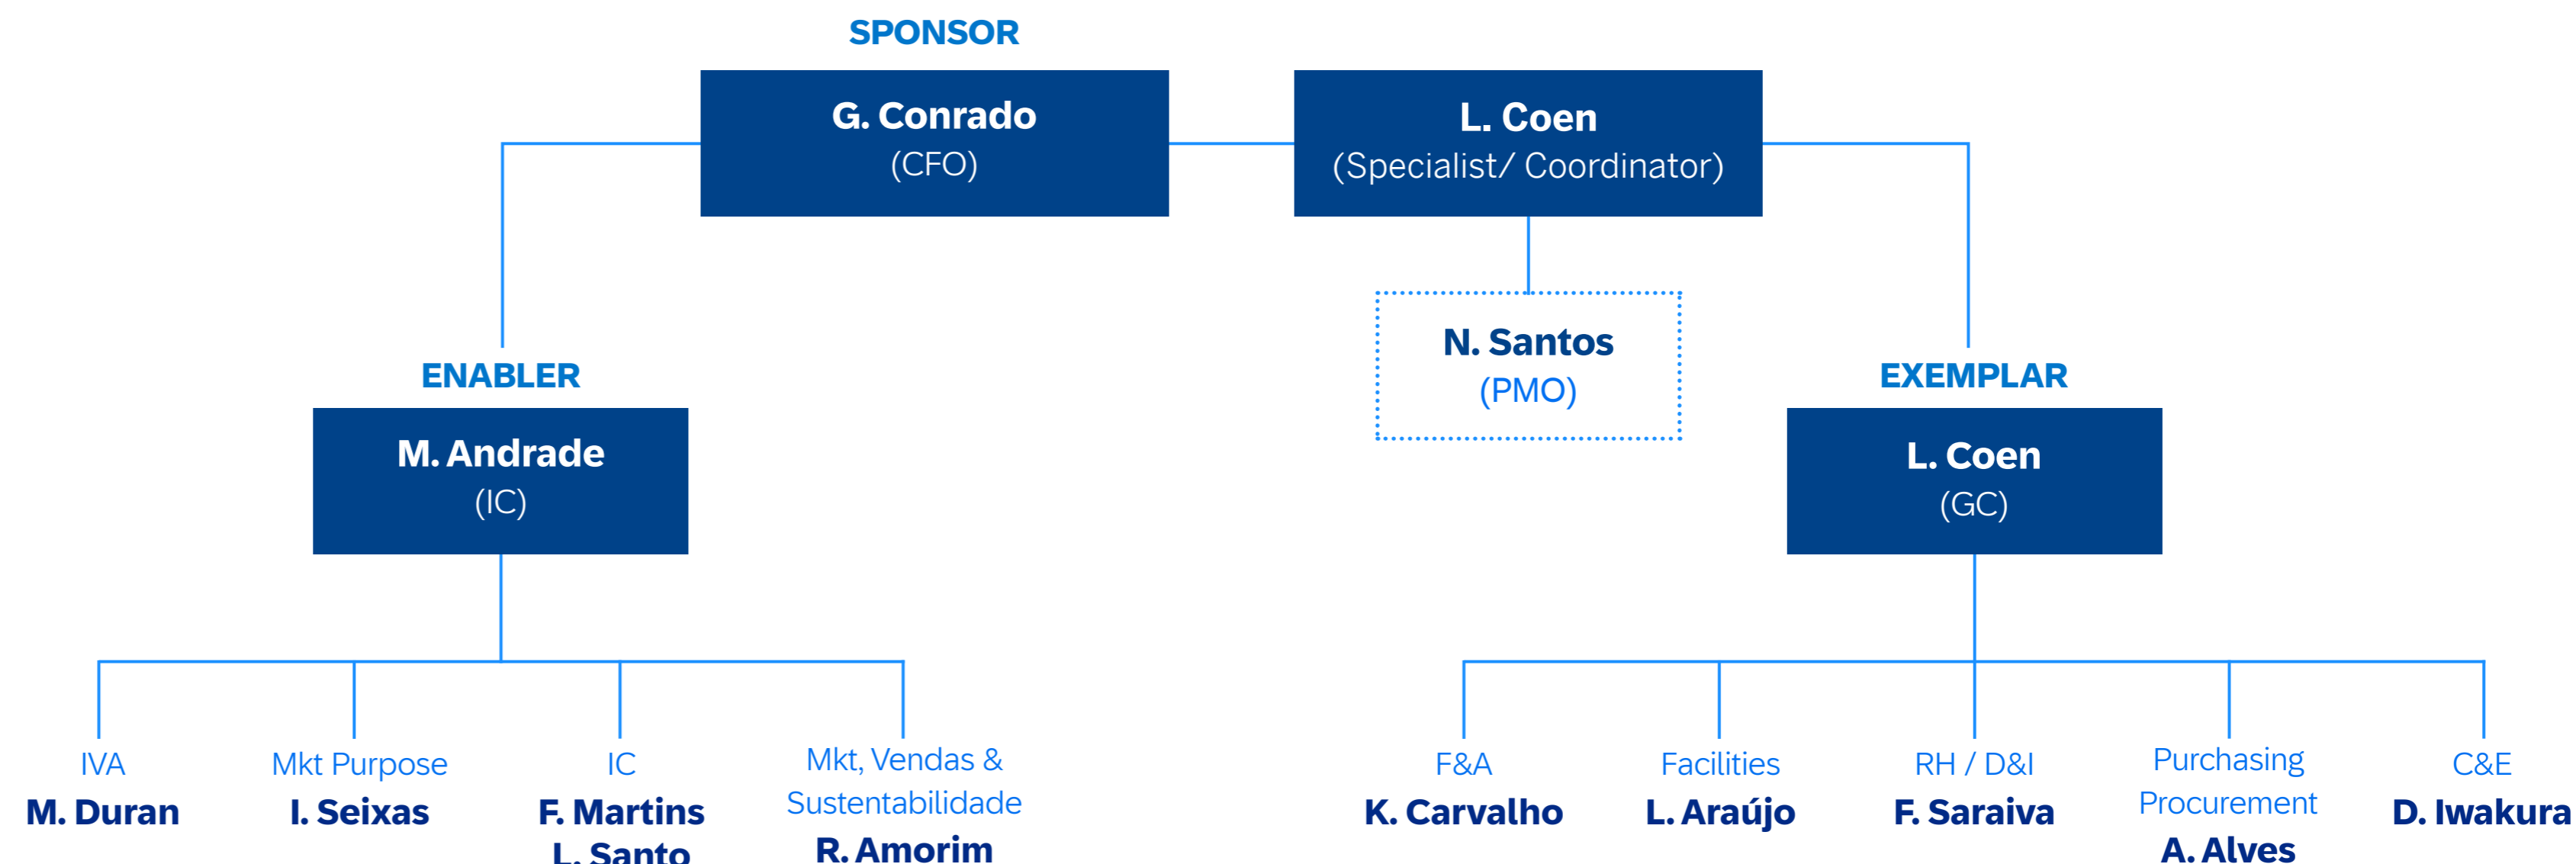 SPONSOR
G. Conrado
(CFO)
L. Coen
(Specialist/ Coordinator)
N. Santos
(PMO)
ENABLER
M. Andrade
(IC)
EXEMPLAR
L. Coen
(GC)
IVA
M. Duran
Mkt Purpose
I. Seixas
IC
F. Martins
L. Santo
Mkt, Vendas &
Sustentabilidade
R. Amorim
F&A
K. Carvalho
Facilities
L. Araújo
RH / D&I
F. Saraiva
Purchasing
Procurement
A. Alves
C&E
D. Iwakura